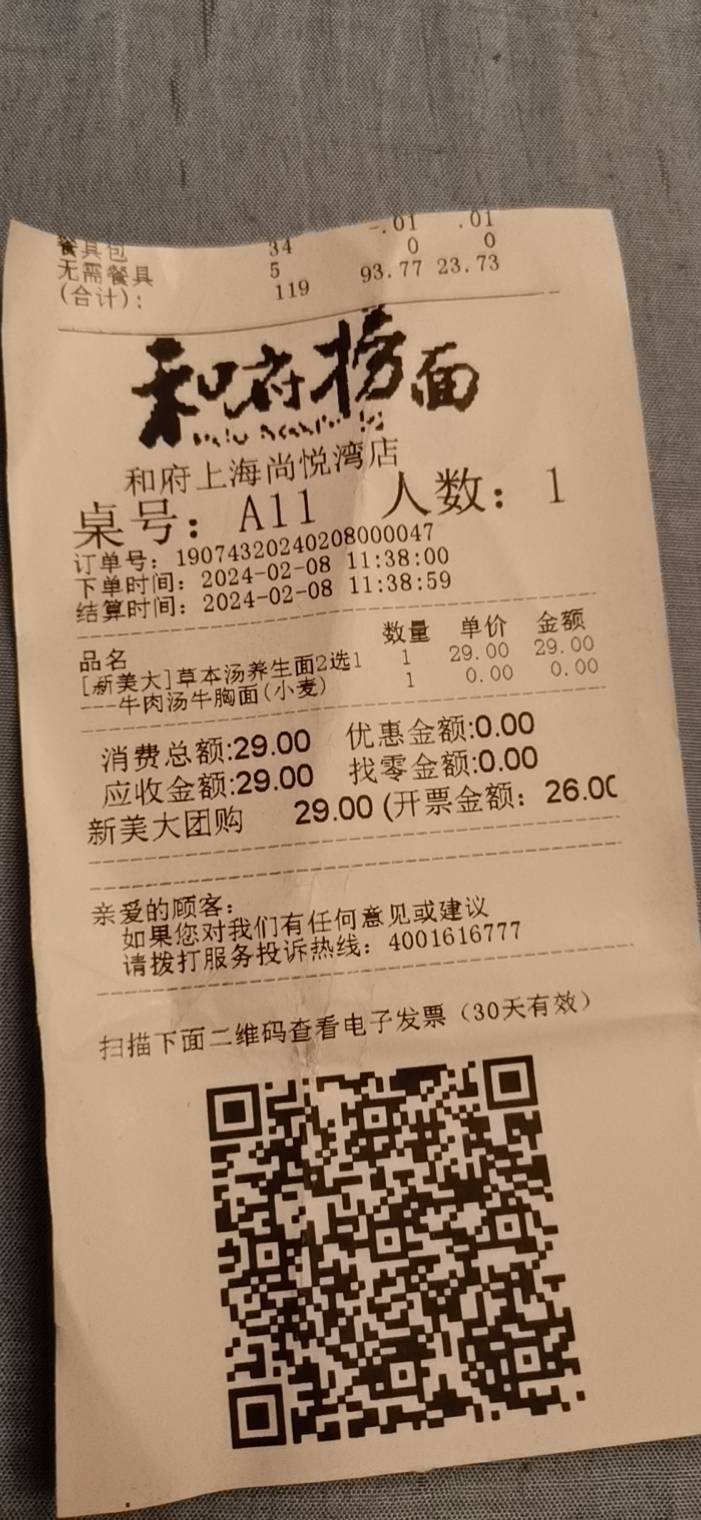 -.01 .01
餐具包 34 0 0
无需餐具 5 93.77 23.73
(合计): 119
和府捞面
和府上海尚悦湾店
桌号: A11 人数: 1
订单号: 19074320240208000047
下单时间: 2024-02-08 11:38:00
结算时间: 2024-02-08 11:38:59
品名 数量 单价 金额
[新美大]草本汤养生面2选1 1 29.00 29.00
---牛肉汤牛胸面(小麦) 1 0.00 0.00
消费总额:29.00 优惠金额:0.00
应收金额:29.00 找零金额:0.00
新美大团购 29.00 (开票金额: 26.00
亲爱的顾客:
如果您对我们有任何意见或建议
请拨打服务投诉热线: 4001616777
扫描下面二维码查看电子发票（30天有效）